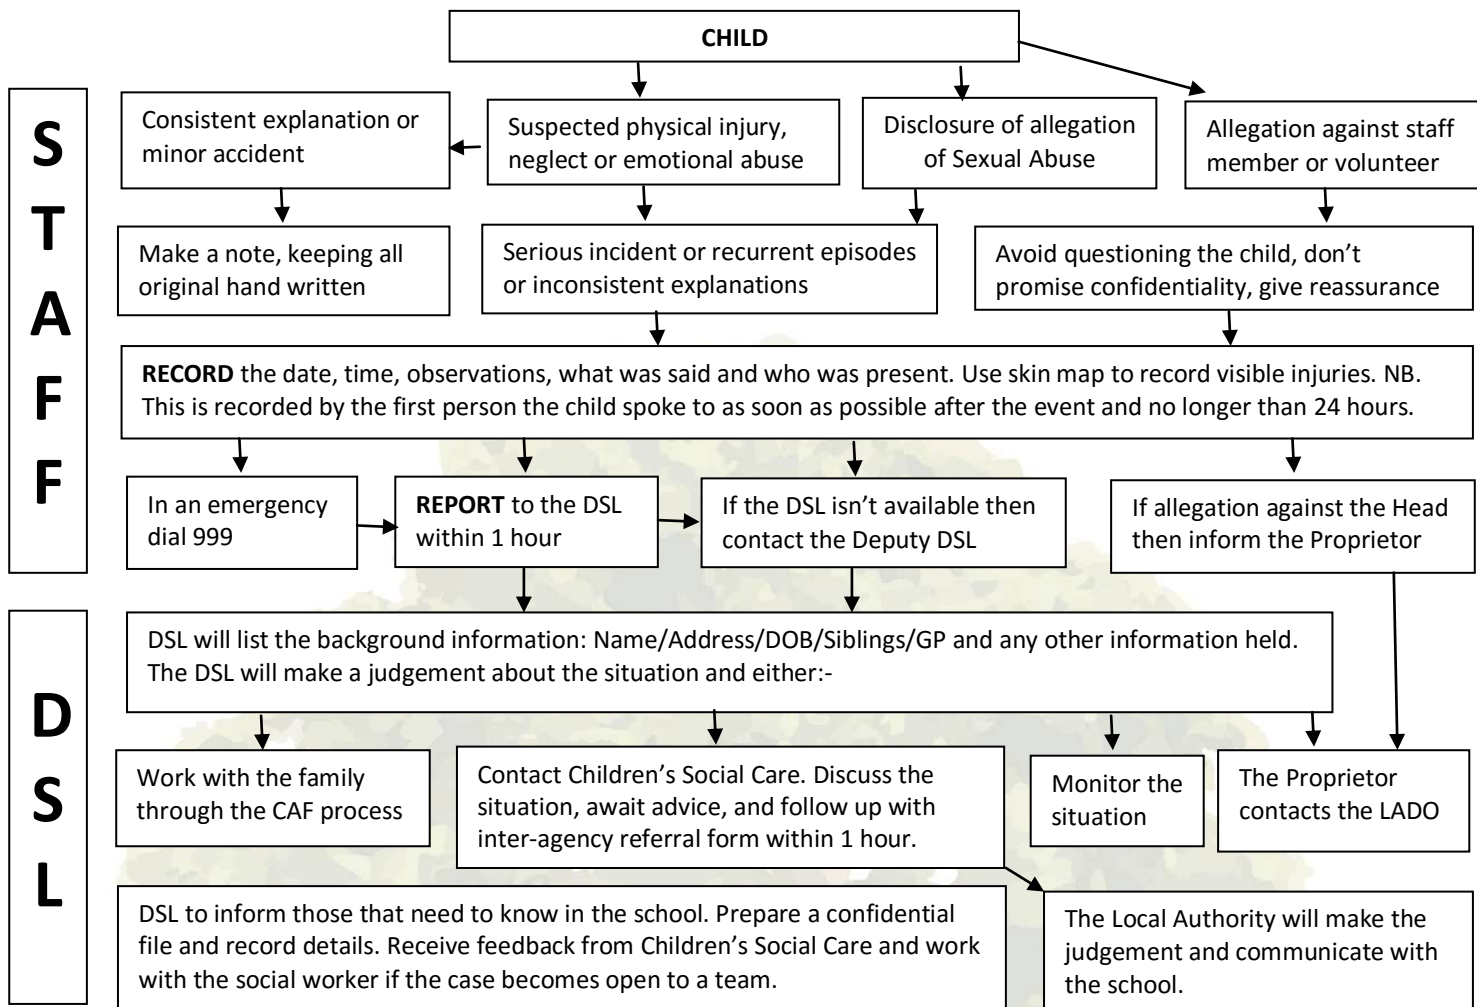 CHILD
STAFF
Consistent explanation or
minor accident
Suspected physical injury,
neglect or emotional abuse
Disclosure of allegation
of Sexual Abuse
Allegation against staff
member or volunteer
Make a note, keeping all
original hand written
Serious incident or recurrent episodes
or inconsistent explanations
Avoid questioning the child, don’t
promise confidentiality, give reassurance
RECORD the date, time, observations, what was said and who was present. Use skin map to record visible injuries. NB.
This is recorded by the first person the child spoke to as soon as possible after the event and no longer than 24 hours.
In an emergency
dial 999
REPORT to the DSL
within 1 hour
If the DSL isn’t available then
contact the Deputy DSL
If allegation against the Head
then inform the Proprietor
DSL
DSL will list the background information: Name/Address/DOB/Siblings/GP and any other information held.
The DSL will make a judgement about the situation and either:-
Work with the family
through the CAF process
Contact Children’s Social Care. Discuss the
situation, await advice, and follow up with
inter-agency referral form within 1 hour.
Monitor the
situation
The Proprietor
contacts the LADO
DSL to inform those that need to know in the school. Prepare a confidential
file and record details. Receive feedback from Children’s Social Care and work
with the social worker if the case becomes open to a team.
The Local Authority will make the
judgement and communicate with
the school.